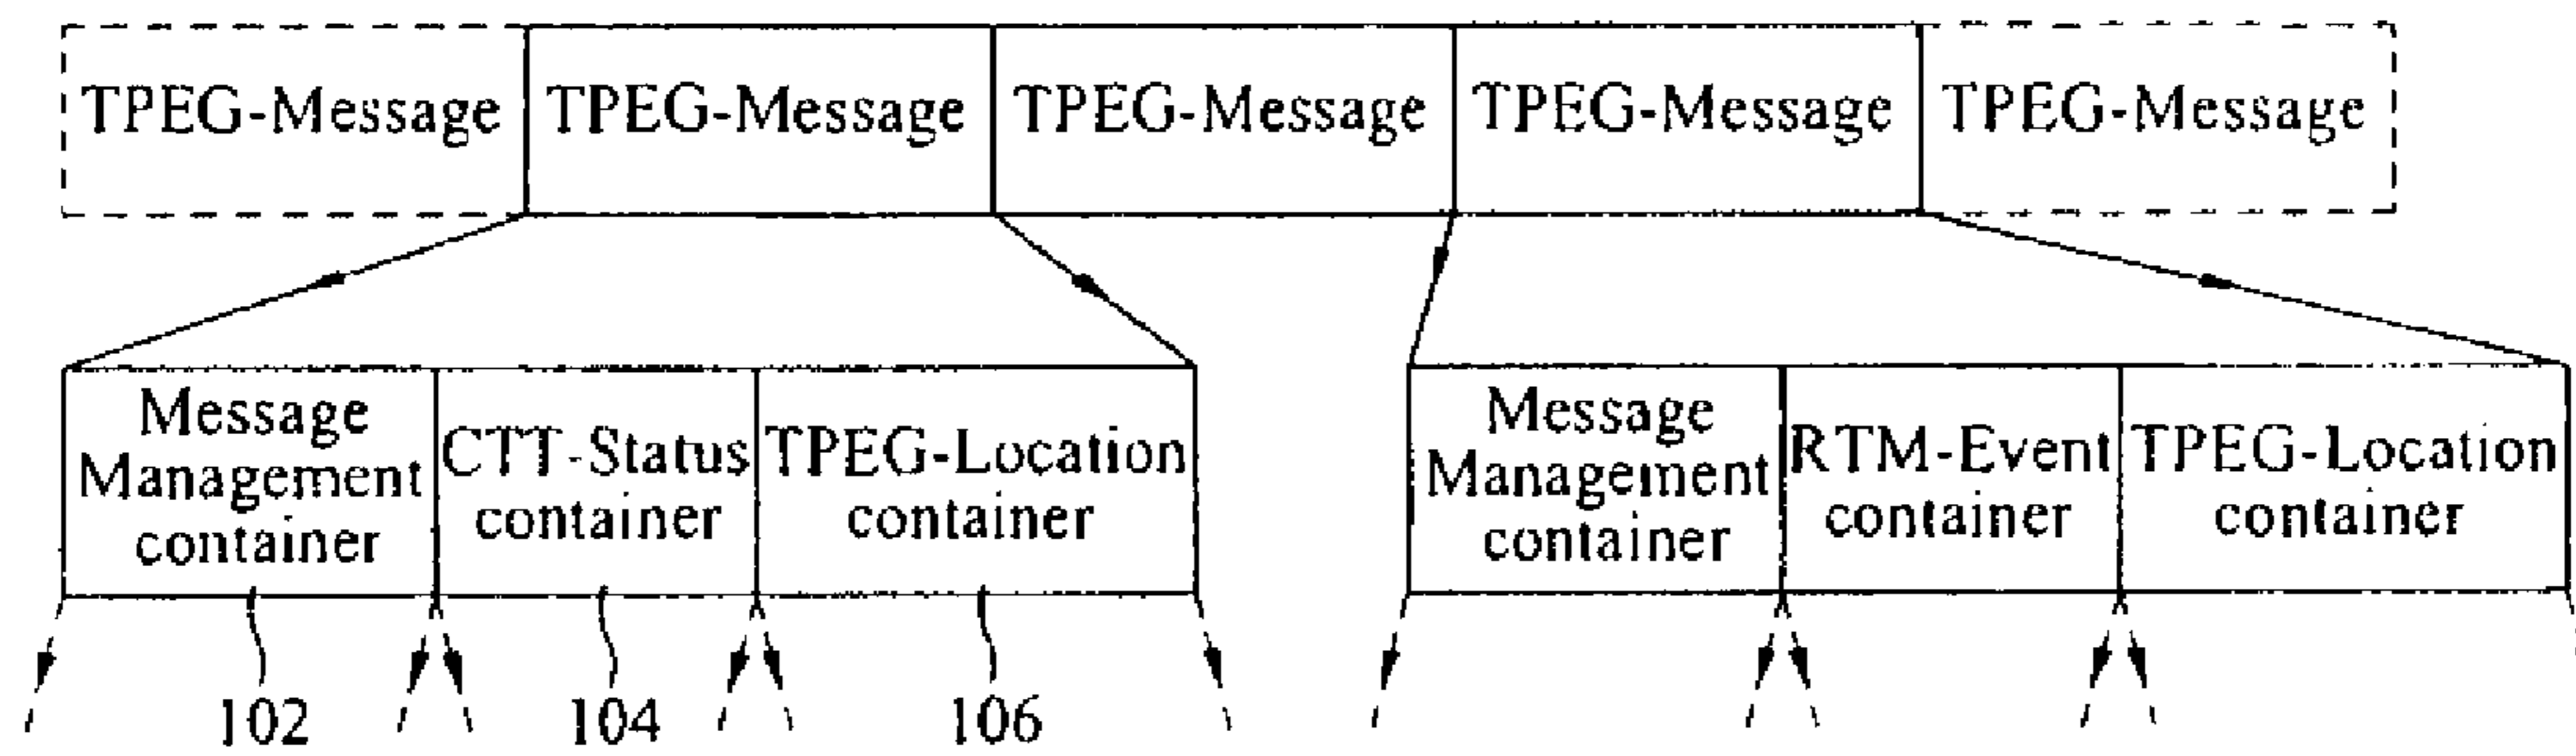 TPEG-Message TPEG-Message TPEG-Message TPEG-Message TPEG-Message
Message
Management
container
CTT-Status
container
TPEG-Location
container
Message
Management
container
RTM-Event
container
TPEG-Location
container
102
104
106